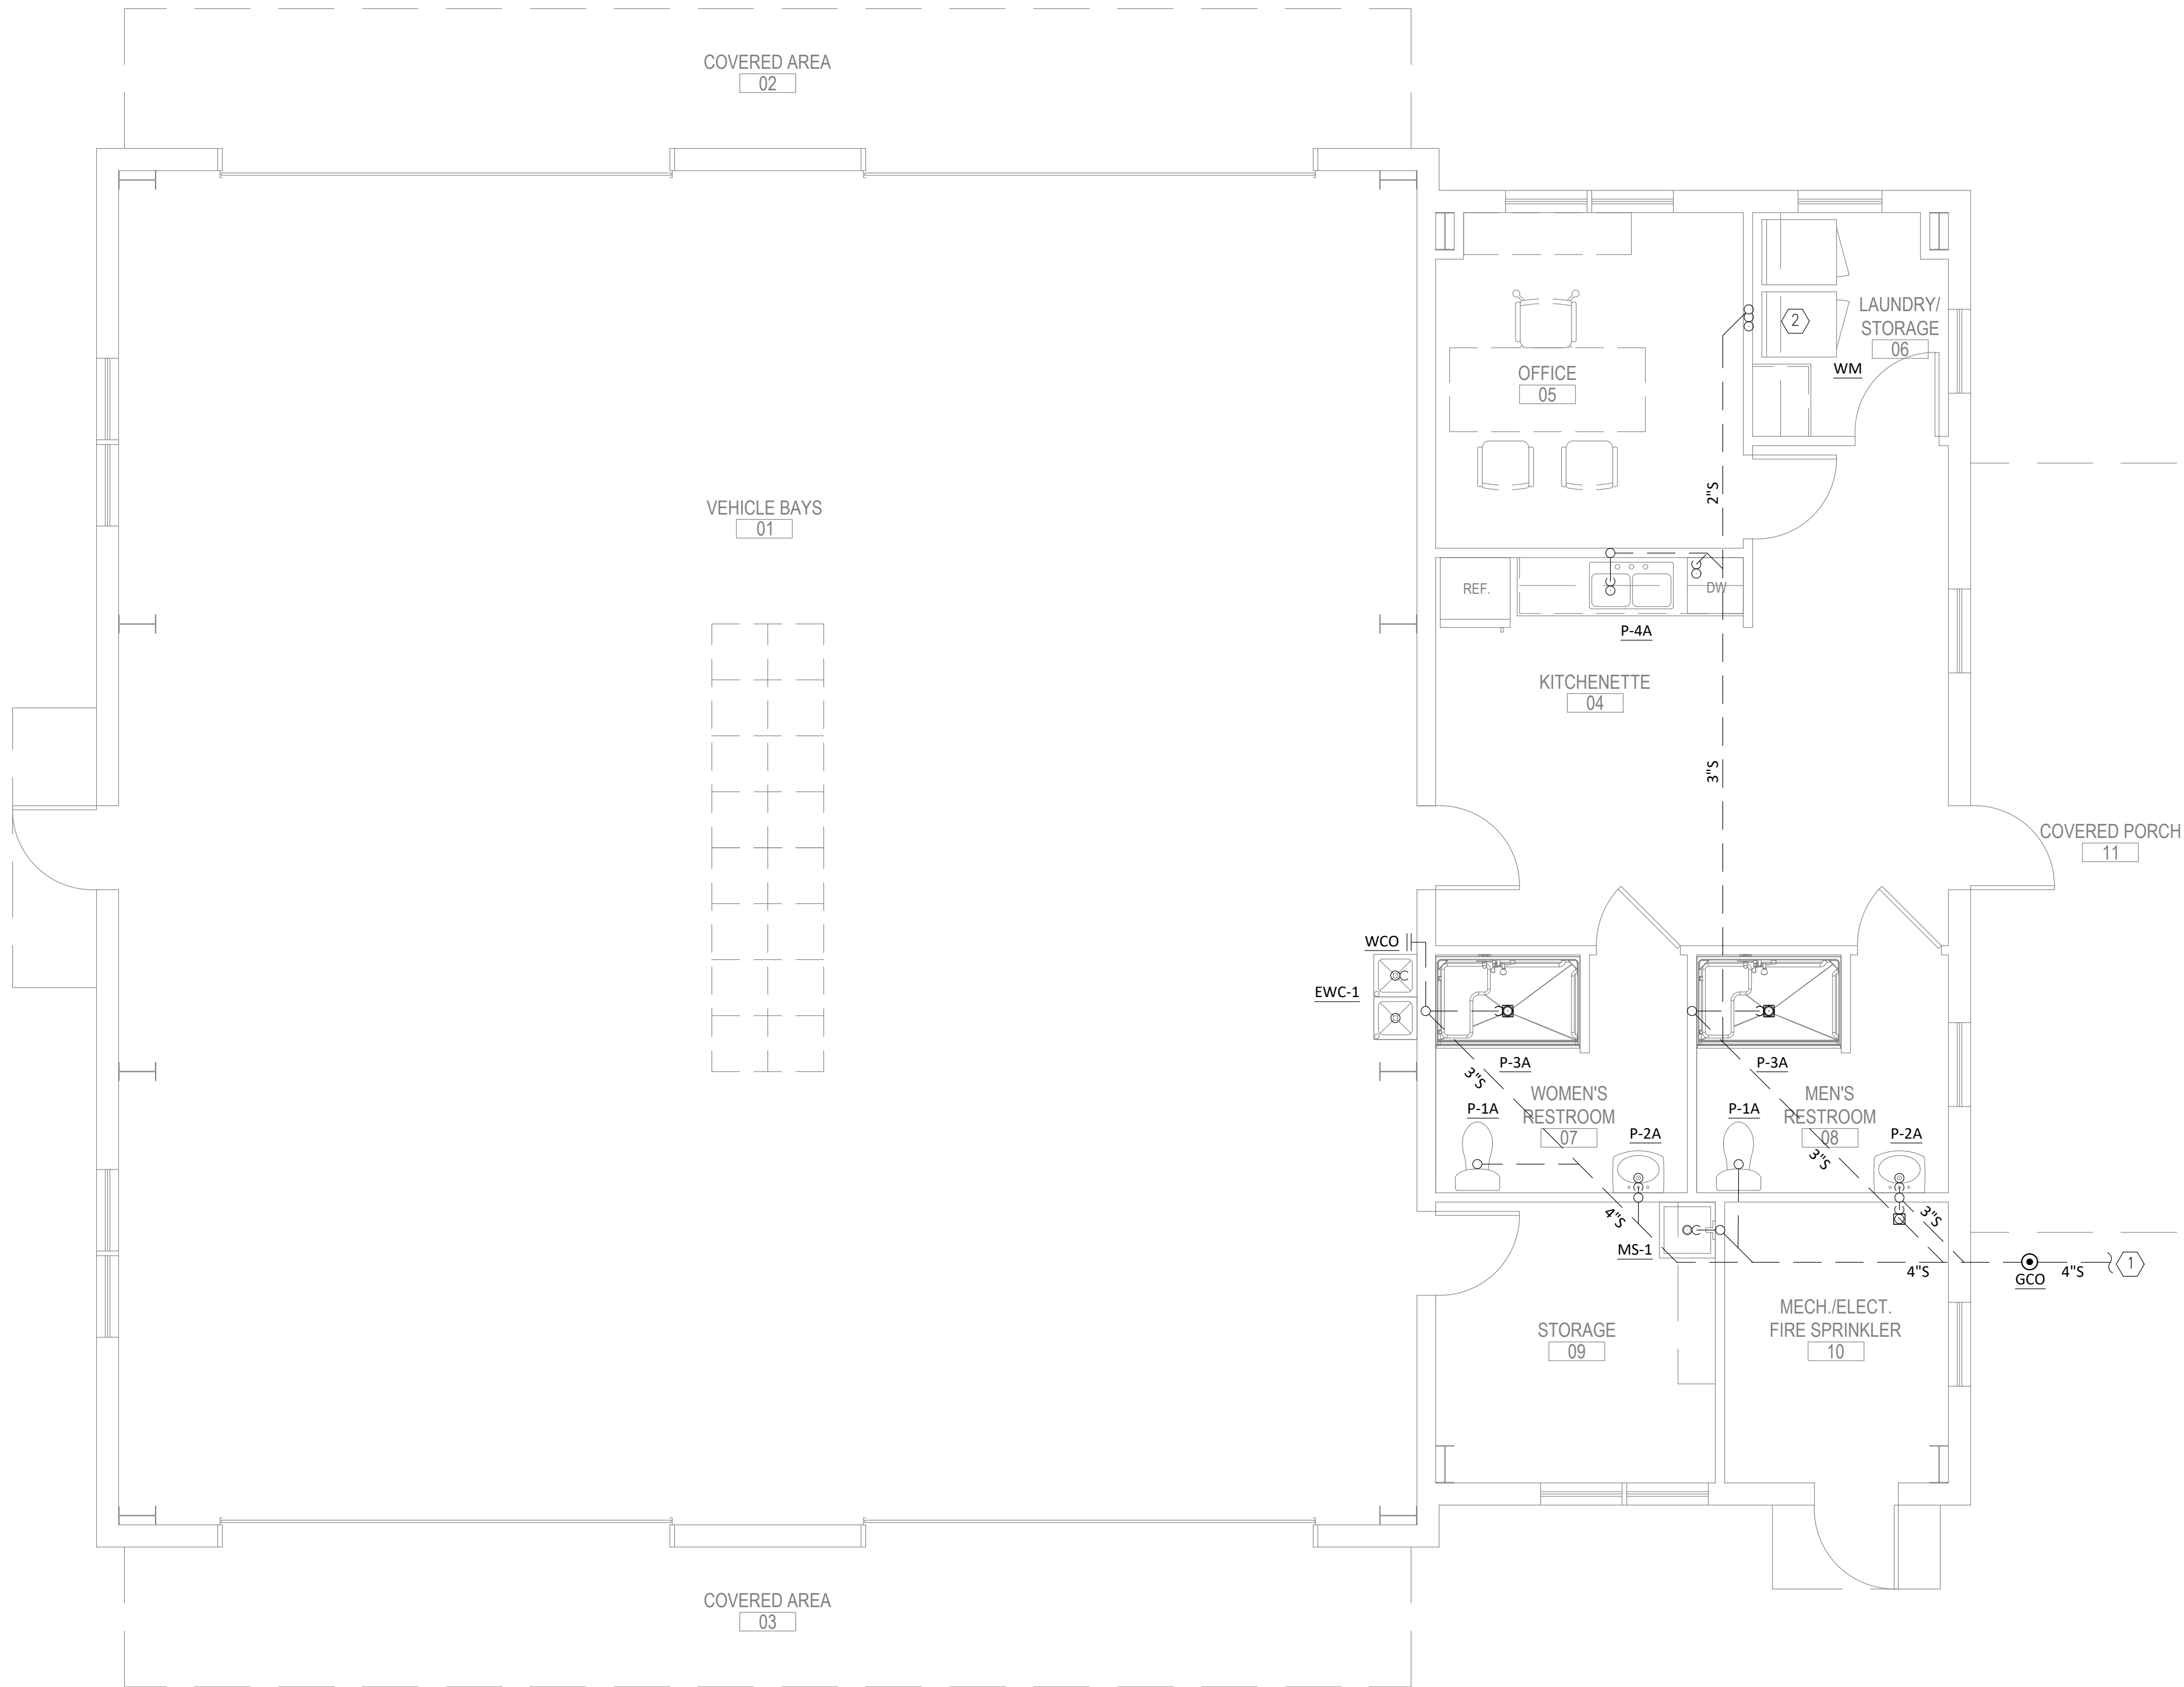 COVERED AREA
02
LAUNDRY/
STORAGE
06
2
WM
OFFICE
05
2"S
VEHICLE BAYS
01
REF.
DW
P-4A
KITCHENETTE
04
3"S
COVERED PORCH
11
WCO
EWC-1
P-3A
P-3A
3"S
WOMEN'S
RESTROOM
07
MEN'S
RESTROOM
08
P-1A
P-2A
P-1A
P-2A
3"S
4"S
3"S
MS-1
4"S
GCO
4"S
1
STORAGE
09
MECH./ELECT.
FIRE SPRINKLER
10
COVERED AREA
03